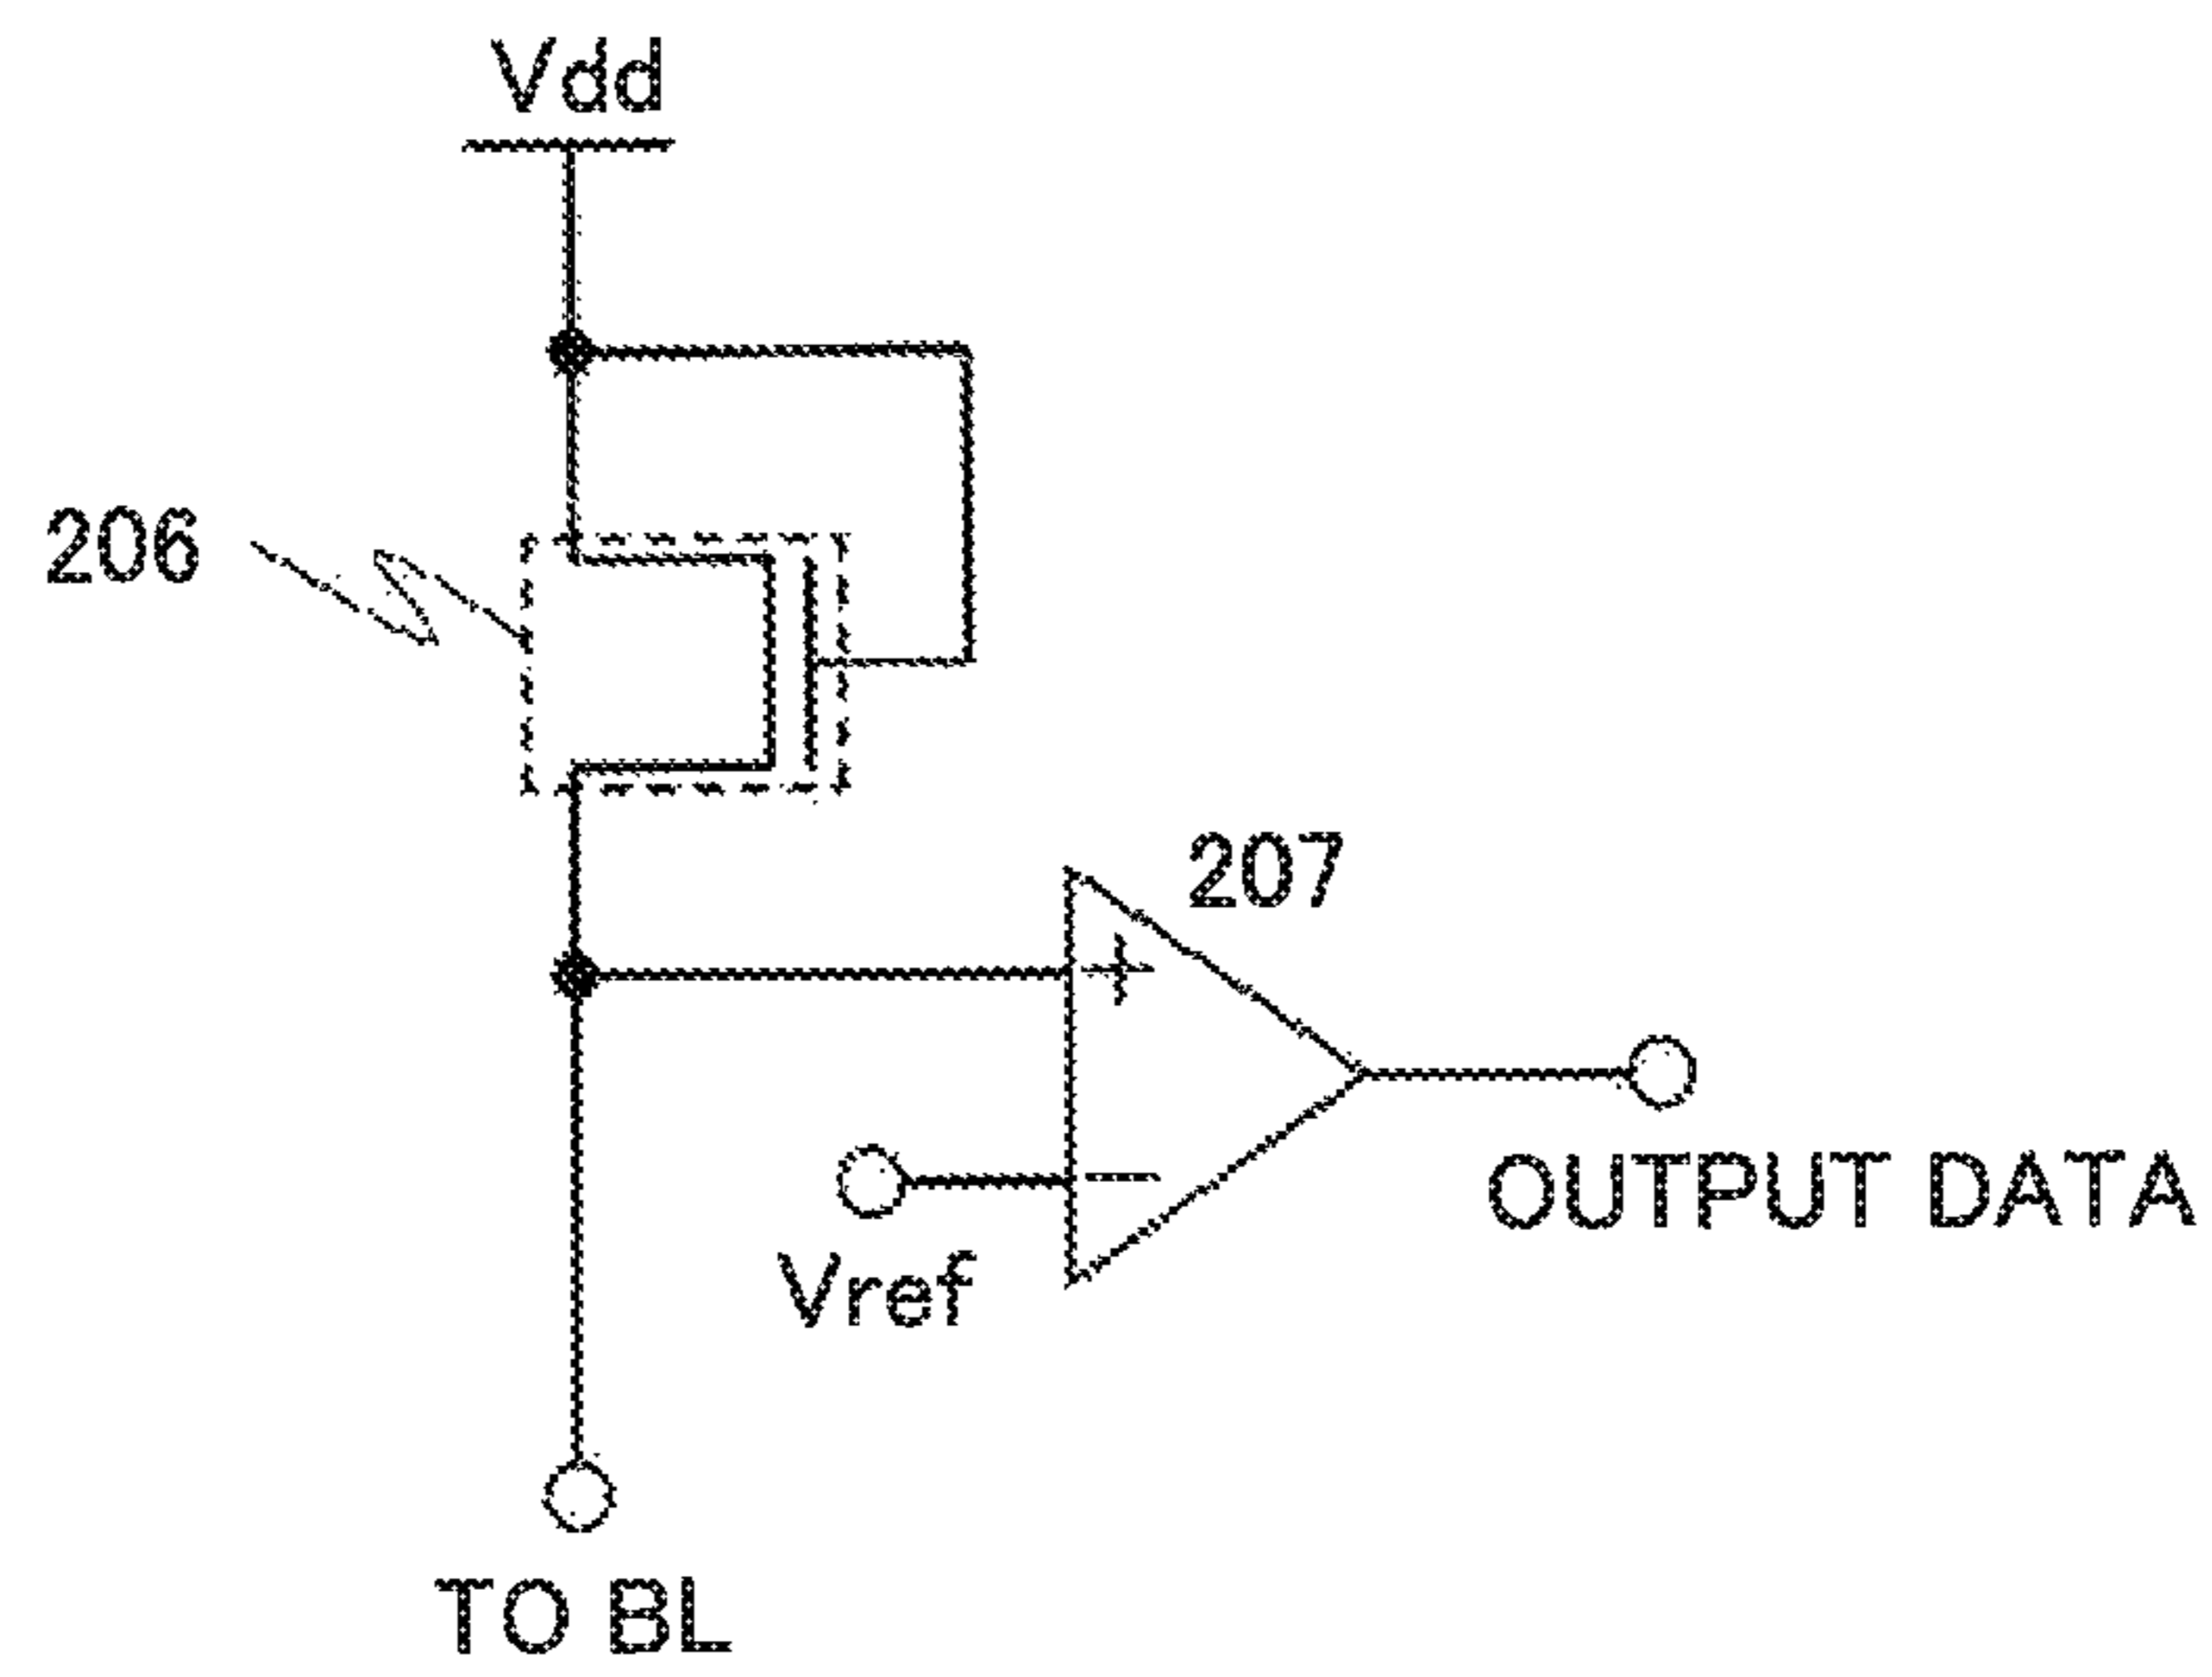 Vdd
206
207
+
−
OUTPUT DATA
Vref
TO BL